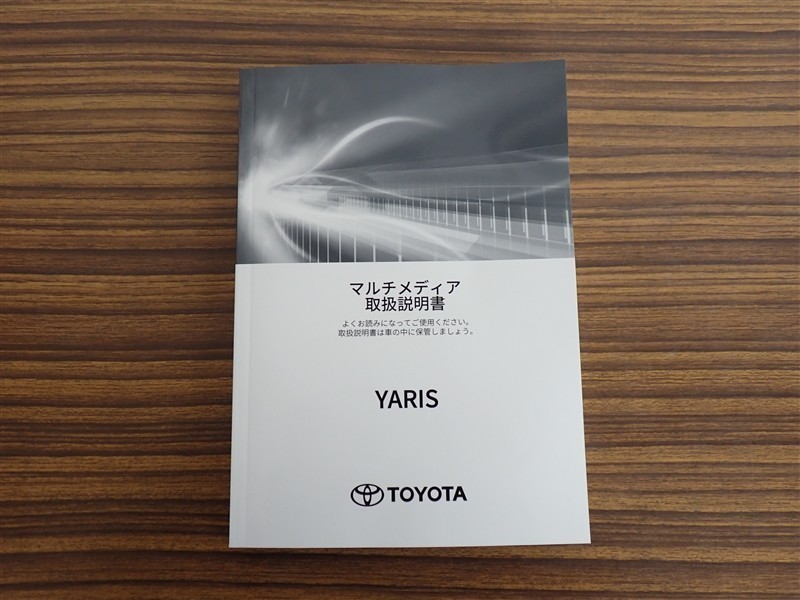 マルチメディア
取扱説明書
よくお読みになってご使用ください。
取扱説明書は車の中に保管しましょう。
YARIS
TOYOTA